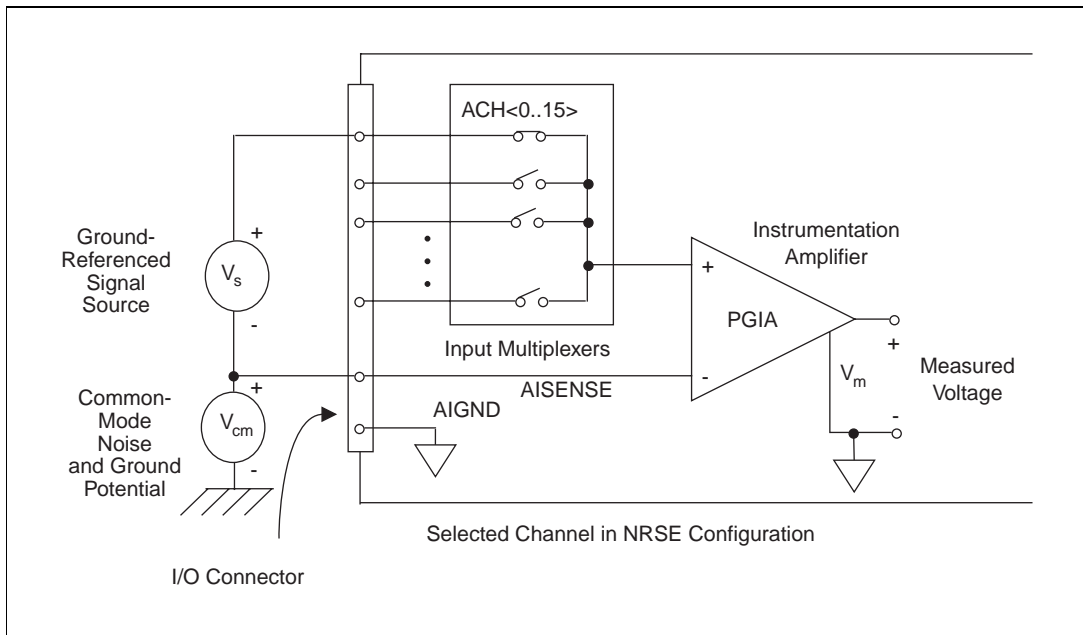 ACH<0..15>
Ground-
Referenced
Signal
Source
+
Vs
-
Instrumentation
Amplifier
+
PGIA
-
+
Vm
-
Measured
Voltage
Input Multiplexers
AISENSE
AIGND
Common-
Mode
Noise
and Ground
Potential
+
Vcm
-
Selected Channel in NRSE Configuration
I/O Connector